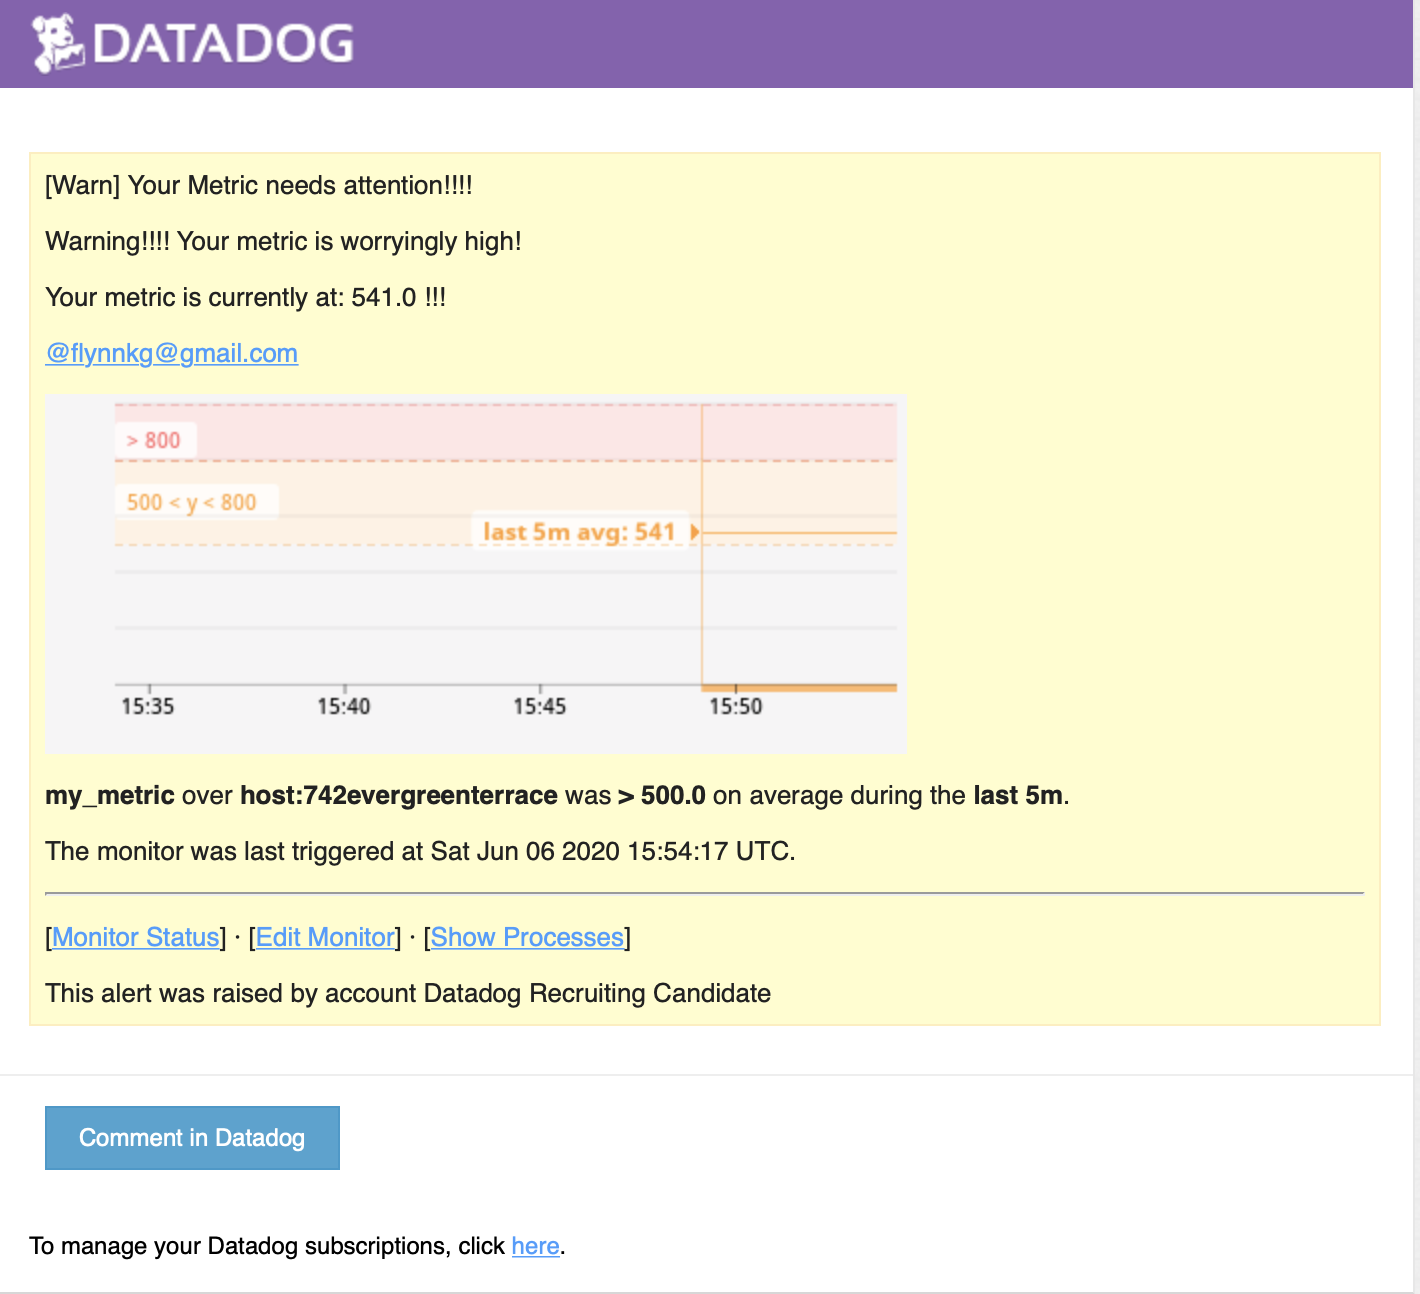 DATADOG
[Warn] Your Metric needs attention!!!!
Warning!!!! Your metric is worryingly high!
Your metric is currently at: 541.0 !!!
@flynnkg@gmail.com
> 800
500 < y < 800
last 5m avg: 541
15:35 15:40 15:45 15:50
my_metric over host:742evergreenterrace was > 500.0 on average during the last 5m.
The monitor was last triggered at Sat Jun 06 2020 15:54:17 UTC.
[Monitor Status] · [Edit Monitor] · [Show Processes]
This alert was raised by account Datadog Recruiting Candidate
Comment in Datadog
To manage your Datadog subscriptions, click here.